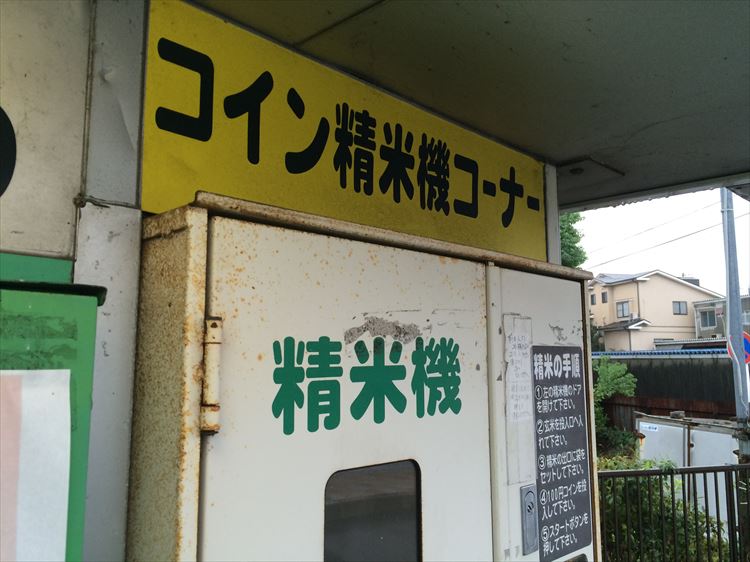 コイン精米機コーナー
精米機
精米の手順
①左の精米機のドア
を開けて下さい。
②玄米を投入口へ入
れて下さい。
③精米の出口に袋を
セットして下さい。
④100円コインを投
入して下さい。
⑤スタートボタンを
押して下さい。